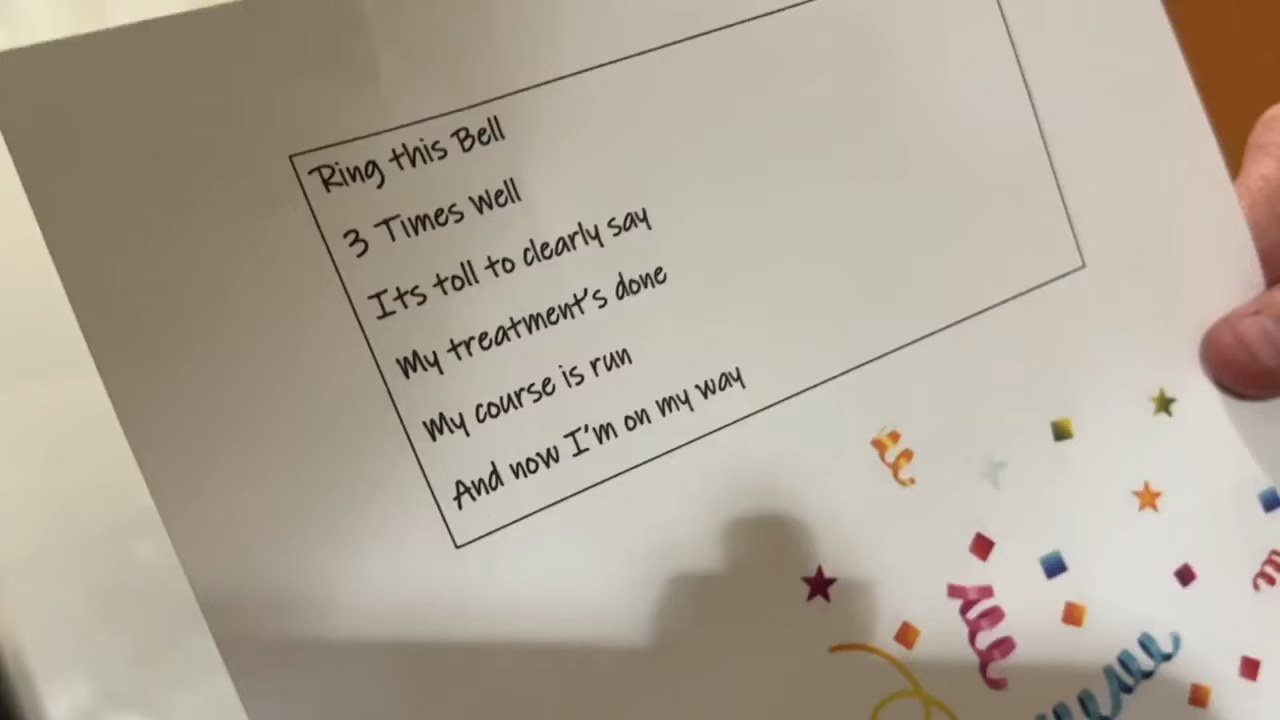 Ring this Bell
3 Times Well
Its toll to clearly say
My treatment's done
My course is run
And now I'm on my way